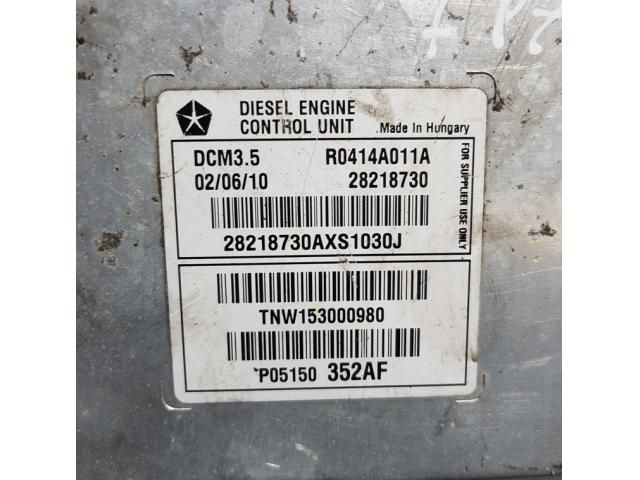 DIESEL ENGINE
CONTROL UNIT
Made In Hungary
DCM3.5 R0414A011A
02/06/10 28218730
FOR SUPPLIER USE ONLY
28218730AXS1030J
TNW153000980
P05150 352AF